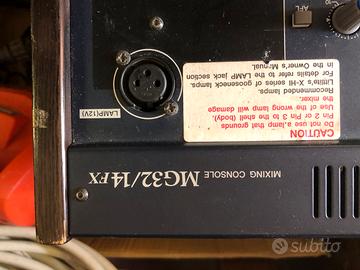 CAUTION
Do not use a lamp that grounds
Pin 2 or Pin 3 to the shell (body).
Use of the wrong lamp will damage
the mixer.
Recommended lamps.
Littlite's X-HI series of gooseneck lamps.
For details refer to the LAMP jack section
in the Owner's Manual.
LAMP(12V)
AFL
MIXING CONSOLE
MG32/14FX
subito